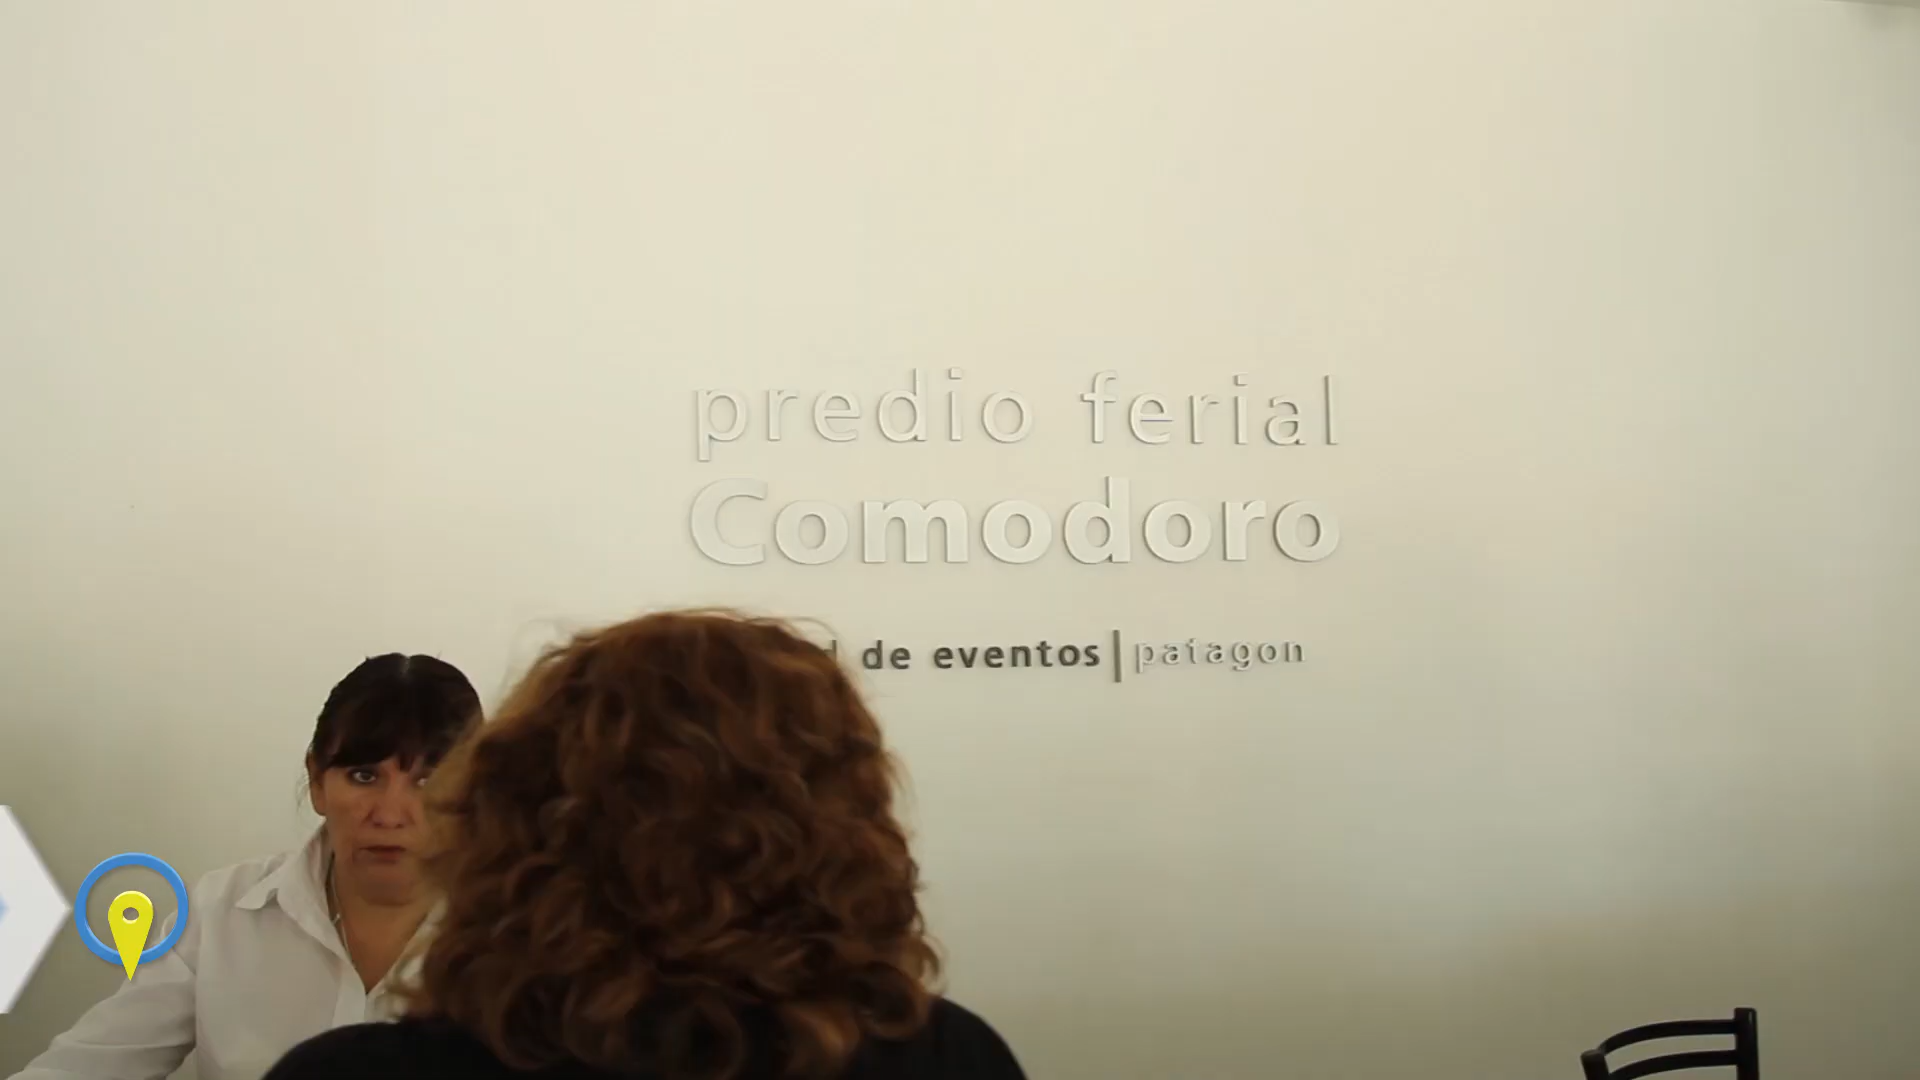 predio ferial
Comodoro
de eventos | patagon